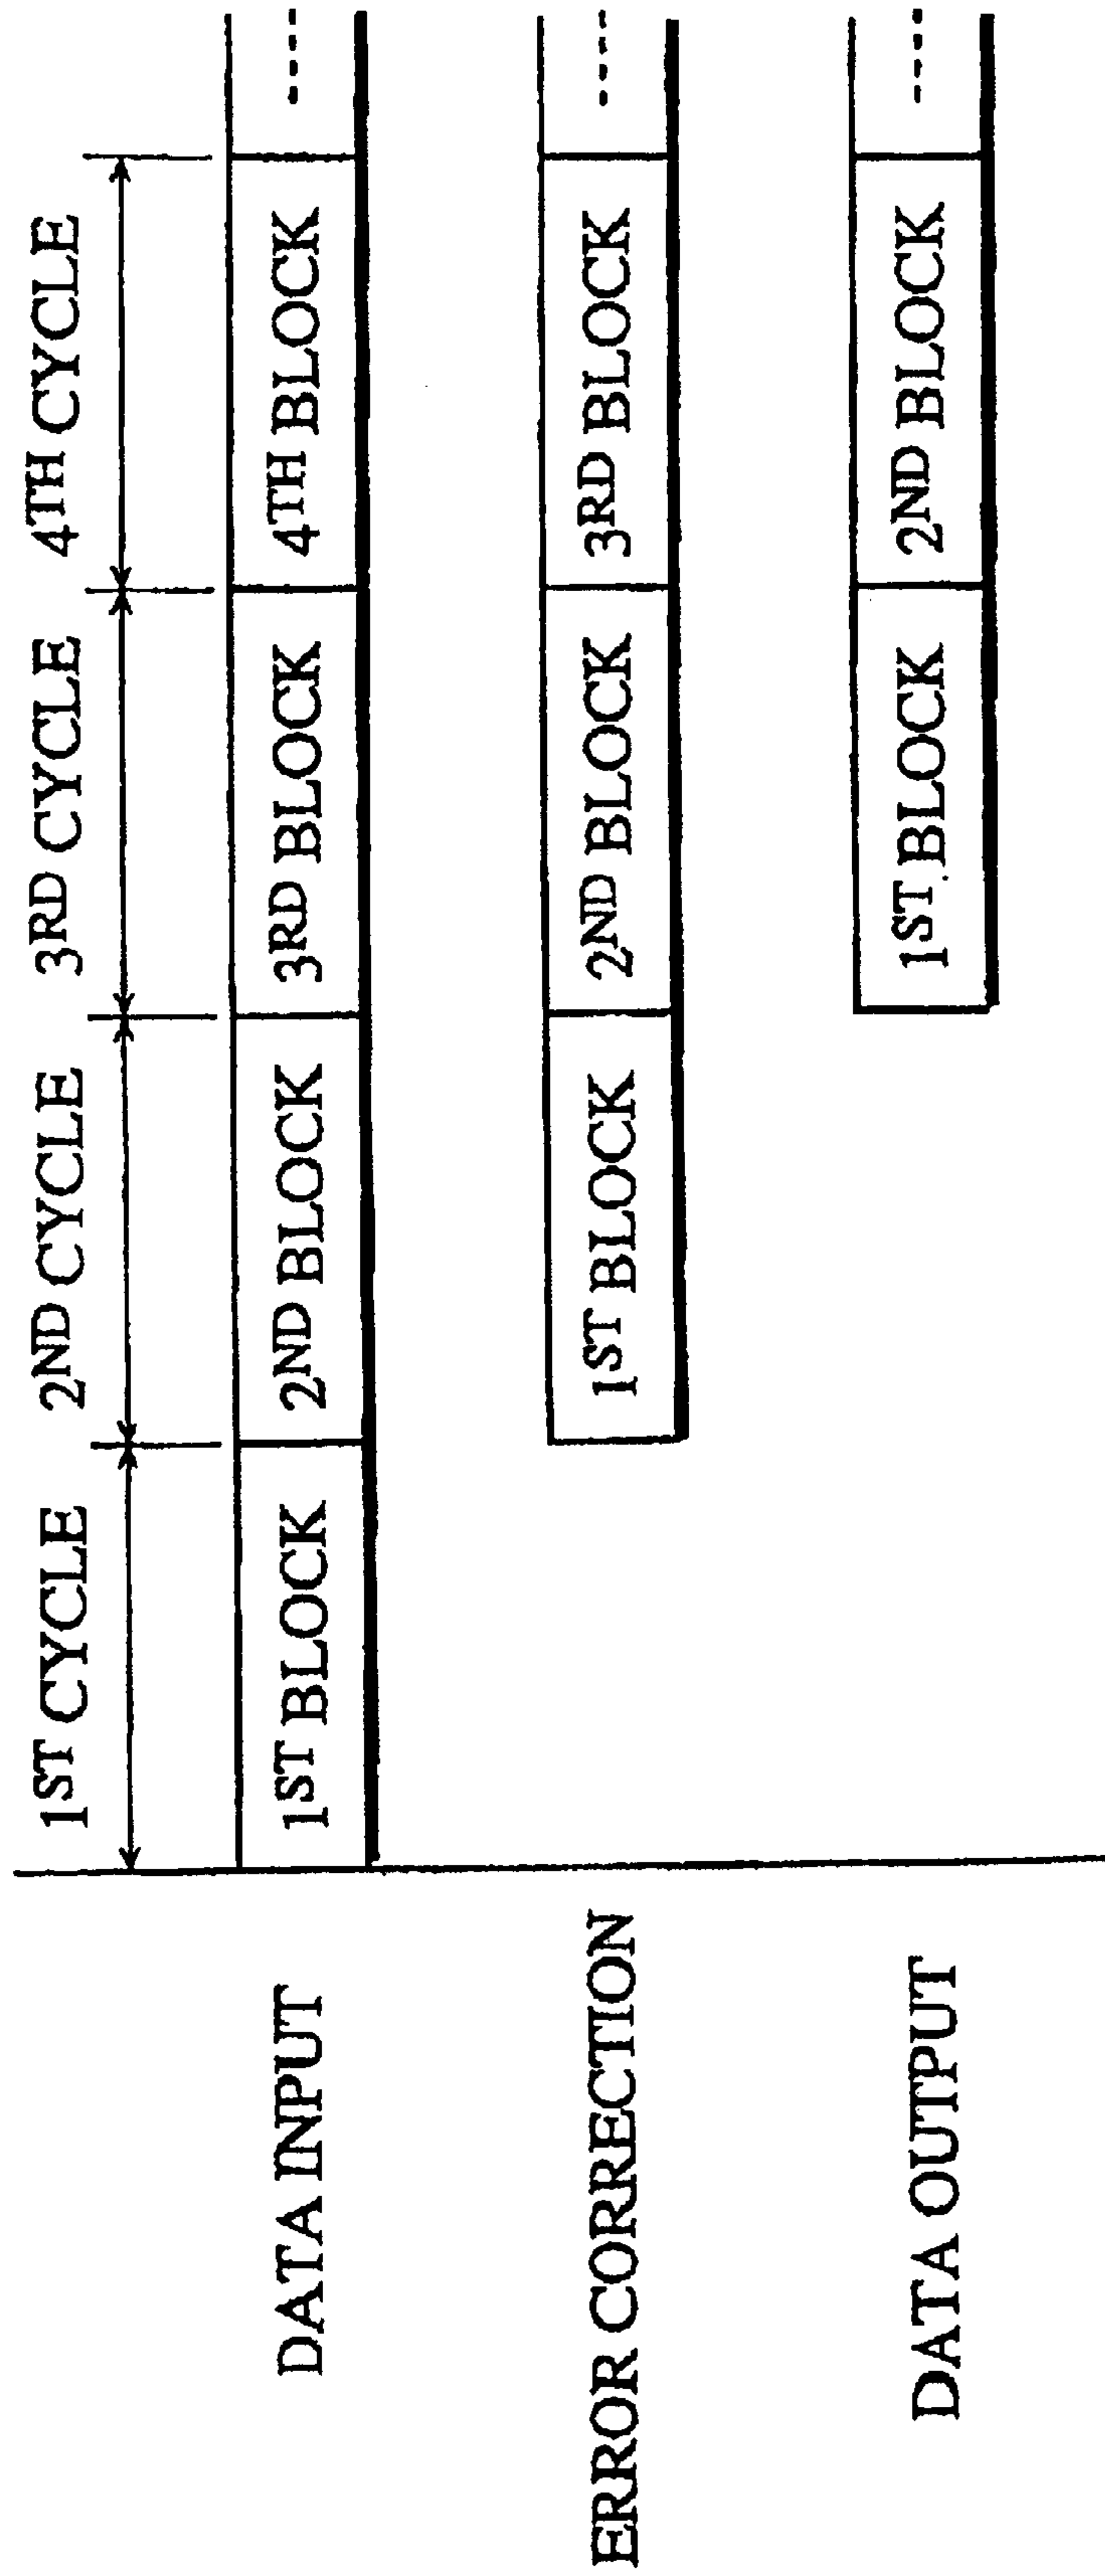 1ST CYCLE 2ND CYCLE 3RD CYCLE 4TH CYCLE
DATA INPUT 1ST BLOCK 2ND BLOCK 3RD BLOCK 4TH BLOCK ----
ERROR CORRECTION 1ST BLOCK 2ND BLOCK 3RD BLOCK ----
DATA OUTPUT 1ST BLOCK 2ND BLOCK ----